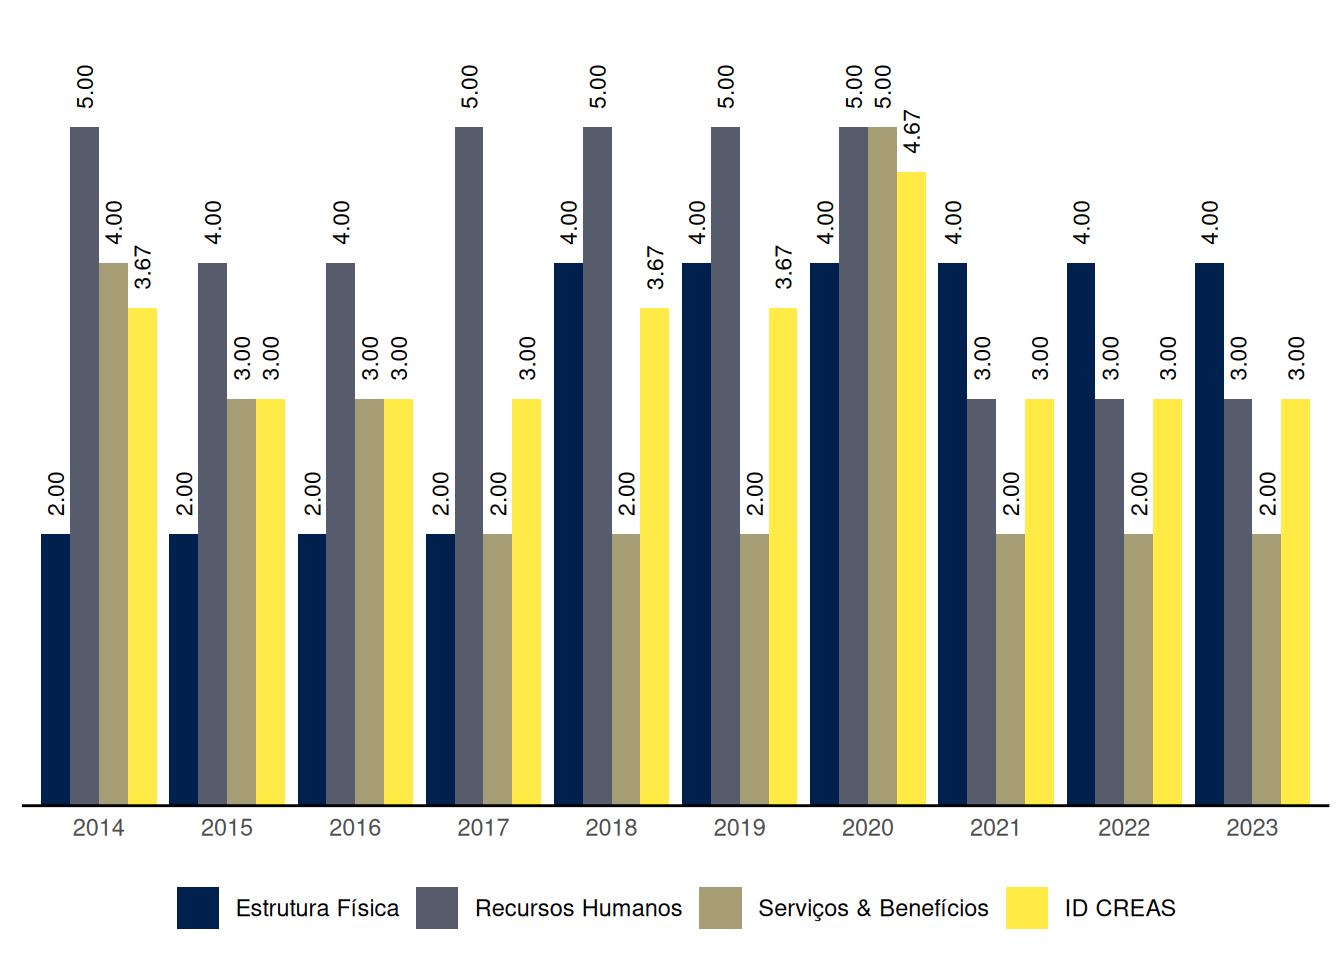 5.00 5.00 5.00 5.00 5.00 5.00
4.67
4.00 4.00 4.00 4.00 4.00 4.00 4.00 4.00 4.00
3.67 3.67 3.67
3.00 3.00 3.00 3.00 3.00 3.00 3.00 3.00 3.00 3.00 3.00
2.00 2.00 2.00 2.00 2.00 2.00 2.00 2.00 2.00 2.00
2014 2015 2016 2017 2018 2019 2020 2021 2022 2023
Estrutura Física Recursos Humanos Serviços & Benefícios ID CREAS